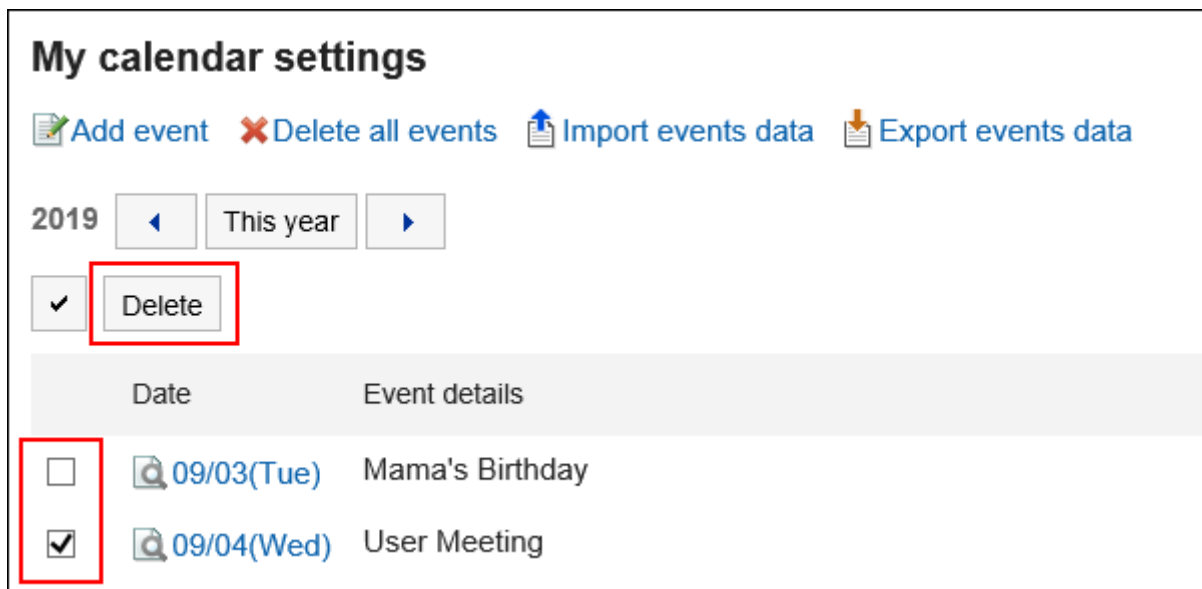 My calendar settings
Add event Delete all events Import events data Export events data
2019 This year
Delete
Date Event details
09/03(Tue) Mama's Birthday
09/04(Wed) User Meeting